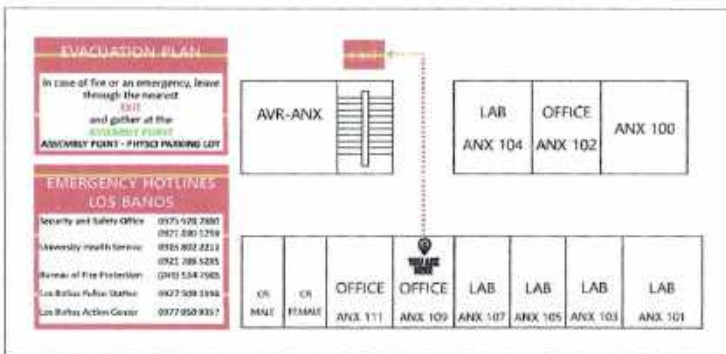 EVACUATION PLAN
In case of fire or an emergency, leave
through the nearest
EXIT
and gather at the
ASSEMBLY POINT
ASSEMBLY POINT - PHYSCI PARKING LOT
EMERGENCY HOTLINES
LOS BAÑOS
Security and Safety Office
University Health Service
Bureau of Fire Protection
Los Baños Police Station
Los Baños Action Center
EXIT
AVR-ANX
LAB
ANX 104
OFFICE
ANX 102
ANX 100
YOU ARE
HERE
CR
MALE
CR
FEMALE
OFFICE
ANX 111
OFFICE
ANX 109
LAB
ANX 107
LAB
ANX 105
LAB
ANX 103
LAB
ANX 101